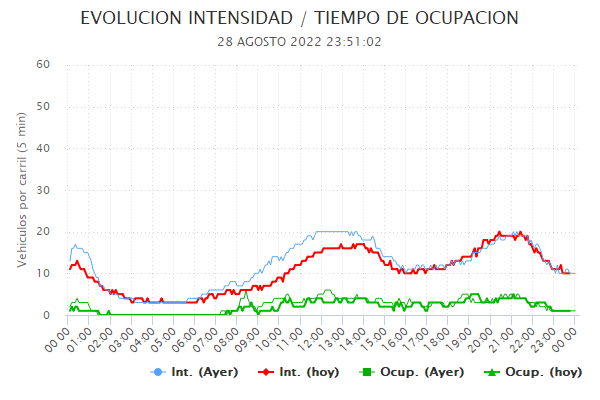 EVOLUCION INTENSIDAD / TIEMPO DE OCUPACION
28 AGOSTO 2022 23:51:02
Vehiculos por carril (5 min)
60
50
40
30
20
10
0
00:00 01:00 02:00 03:00 04:00 05:00 06:00 07:00 08:00 09:00 10:00 11:00 12:00 13:00 14:00 15:00 16:00 17:00 18:00 19:00 20:00 21:00 22:00 23:00 00:00
Int. (Ayer) Int. (hoy) Ocup. (Ayer) Ocup. (hoy)